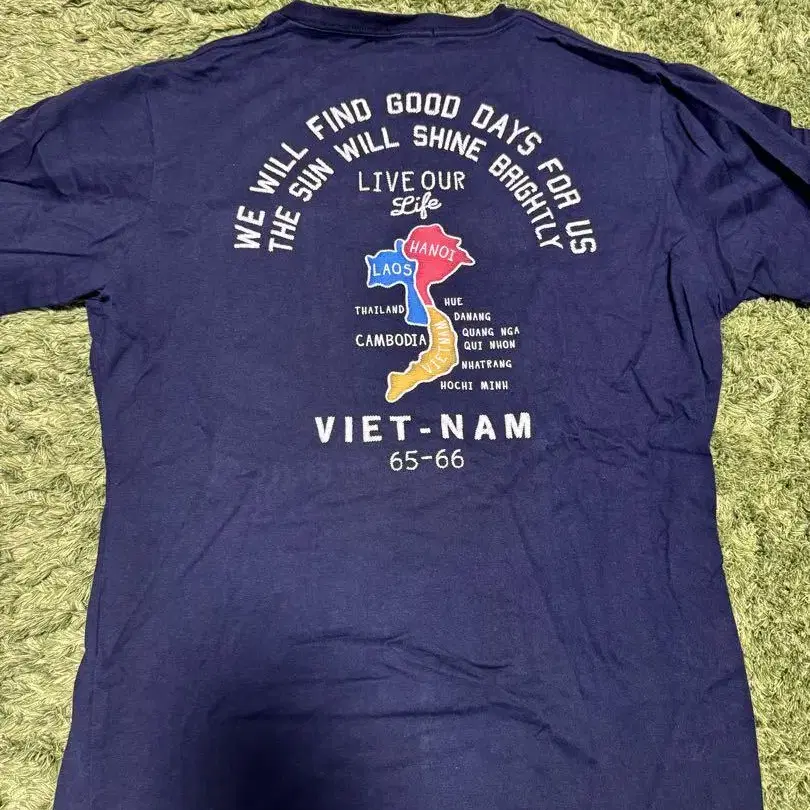 WE WILL FIND GOOD DAYS FOR US
THE SUN WILL SHINE BRIGHTLY
LIVE OUR
Life
HANOI
LAOS
THAILAND
HUE
DANANG
CAMBODIA
VIETNAM
QUANG NGA
QUI NHON
NHATRANG
HOCHI MINH
VIET-NAM
65-66